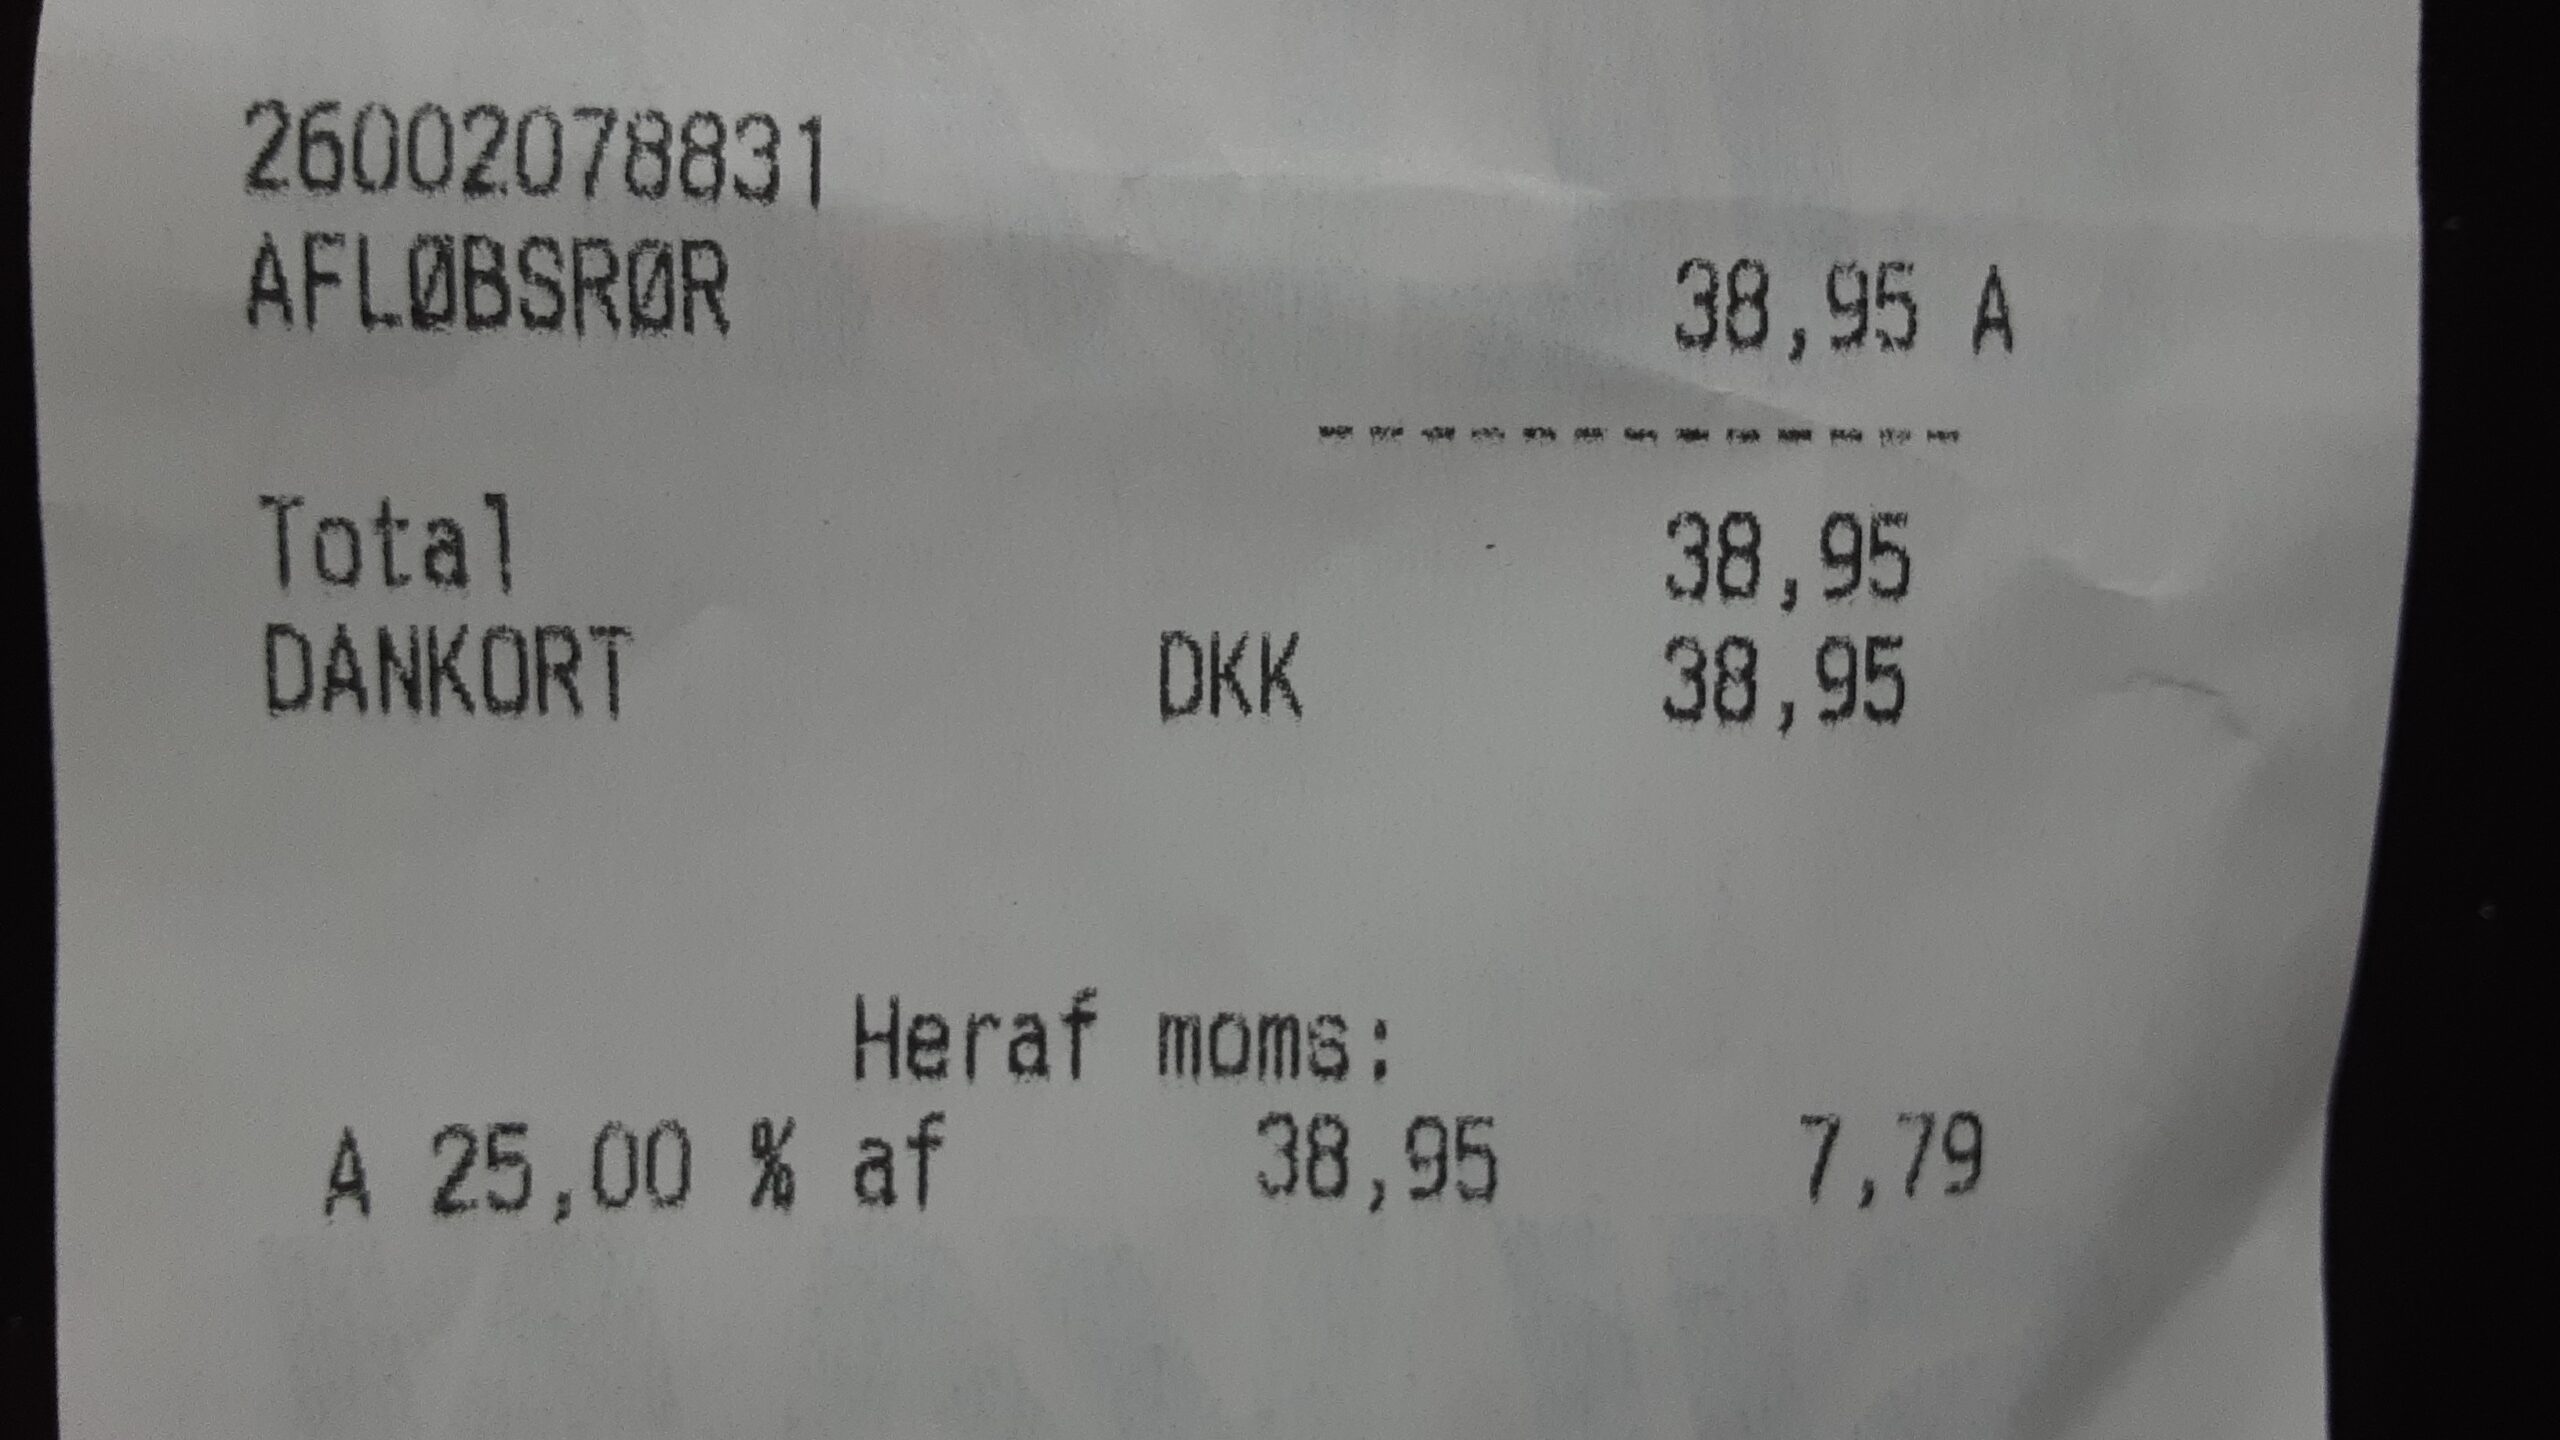 26002078831
AFLØBSRØR 38,95 A
-------------
Total 38,95
DANKORT DKK 38,95
Heraf moms:
A 25,00 % af 38,95 7,79